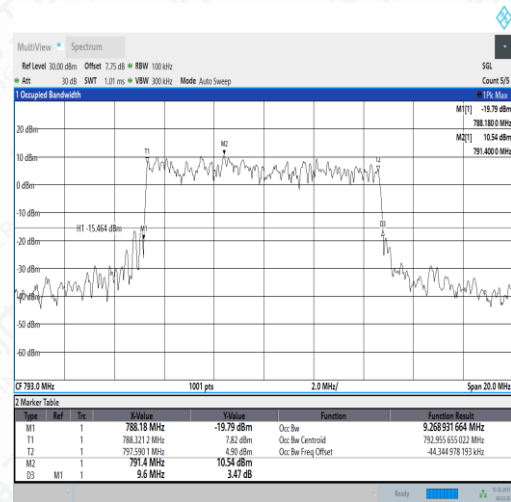 MultiView Spectrum
Ref Level 30.00 dBm Offset 7.75 dB RBW 100 kHz SGL
Att 30 dB SWT 1.01 ms VBW 300 kHz Mode Auto Sweep Count 5/5
1 Occupied Bandwidth 1Pk Max
M1[1] -19.79 dBm
788.180 0 MHz
M2[1] 10.54 dBm
791.400 0 MHz
20 dBm
M2
T1
T2
10 dBm
0 dBm
-10 dBm
H1 -15.464 dBm
M1
D3
-20 dBm
-30 dBm
-40 dBm
-60 dBm
CF 793.0 MHz 1001 pts 2.0 MHz/ Span 20.0 MHz
2 Marker Table
Type Ref Trc X-Value Y-Value Function Function Result
M1 1 788.18 MHz -19.79 dBm Occ Bw 9.268 931 664 MHz
T1 1 788.321 2 MHz 7.82 dBm Occ Bw Centroid 792.955 655 022 MHz
T2 1 797.590 1 MHz 4.90 dBm Occ Bw Freq Offset -44.344 978 193 kHz
M2 1 791.4 MHz 10.54 dBm
D3 M1 1 9.6 MHz 3.47 dB
Ready